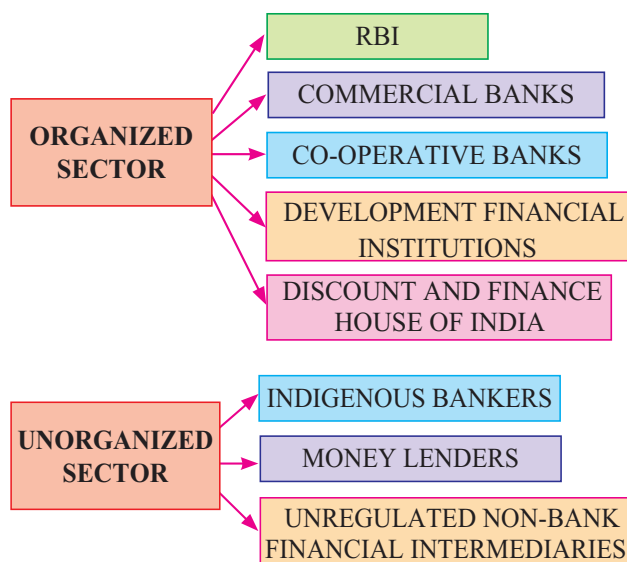 RBI
COMMERCIAL BANKS
ORGANIZED
SECTOR
CO-OPERATIVE BANKS
DEVELOPMENT FINANCIAL
INSTITUTIONS
DISCOUNT AND FINANCE
HOUSE OF INDIA
INDIGENOUS BANKERS
UNORGANIZED
SECTOR
MONEY LENDERS
UNREGULATED NON-BANK
FINANCIAL INTERMEDIARIES